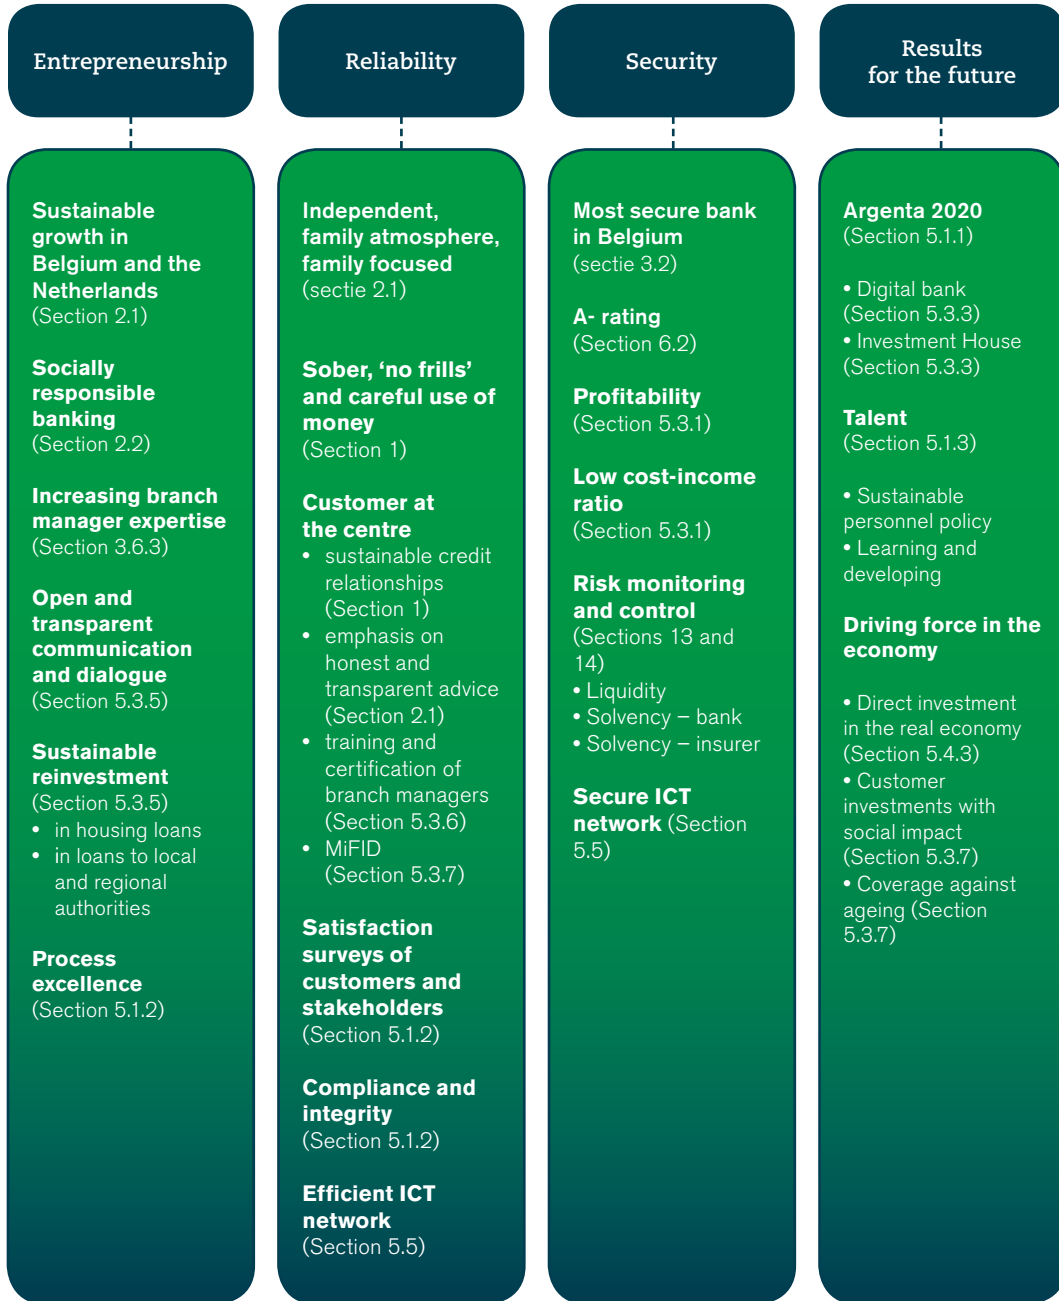 Entrepreneurship
Sustainable
growth in
Belgium and the
Netherlands
(Section 2.1)
Socially
responsible
banking
(Section 2.2)
Increasing branch
manager expertise
(Section 3.6.3)
Open and
transparent
communication
and dialogue
(Section 5.3.5)
Sustainable
reinvestment
(Section 5.3.5)
• in housing loans
• in loans to local
and regional
authorities
Process
excellence
(Section 5.1.2)
Reliability
Independent,
family atmosphere,
family focused
(sectie 2.1)
Sober, ‘no frills’
and careful use of
money
(Section 1)
Customer at
the centre
• sustainable credit
relationships
(Section 1)
• emphasis on
honest and
transparent advice
(Section 2.1)
• training and
certification of
branch managers
(Section 5.3.6)
• MiFID
(Section 5.3.7)
Satisfaction
surveys of
customers and
stakeholders
(Section 5.1.2)
Compliance and
integrity
(Section 5.1.2)
Efficient ICT
network
(Section 5.5)
Security
Most secure bank
in Belgium
(sectie 3.2)
A- rating
(Section 6.2)
Profitability
(Section 5.3.1)
Low cost-income
ratio
(Section 5.3.1)
Risk monitoring
and control
(Sections 13 and
14)
• Liquidity
• Solvency – bank
• Solvency – insurer
Secure ICT
network (Section
5.5)
Results
for the future
Argenta 2020
(Section 5.1.1)
• Digital bank
(Section 5.3.3)
• Investment House
(Section 5.3.3)
Talent
(Section 5.1.3)
• Sustainable
personnel policy
• Learning and
developing
Driving force in the
economy
• Direct investment
in the real economy
(Section 5.4.3)
• Customer
investments with
social impact
(Section 5.3.7)
• Coverage against
ageing (Section
5.3.7)